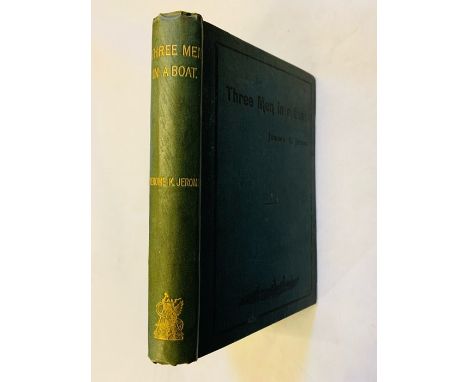 THREE MEN
IN A BOAT.
JEROME K. JEROME
Three Men in a Boat
Jerome K. Jerome